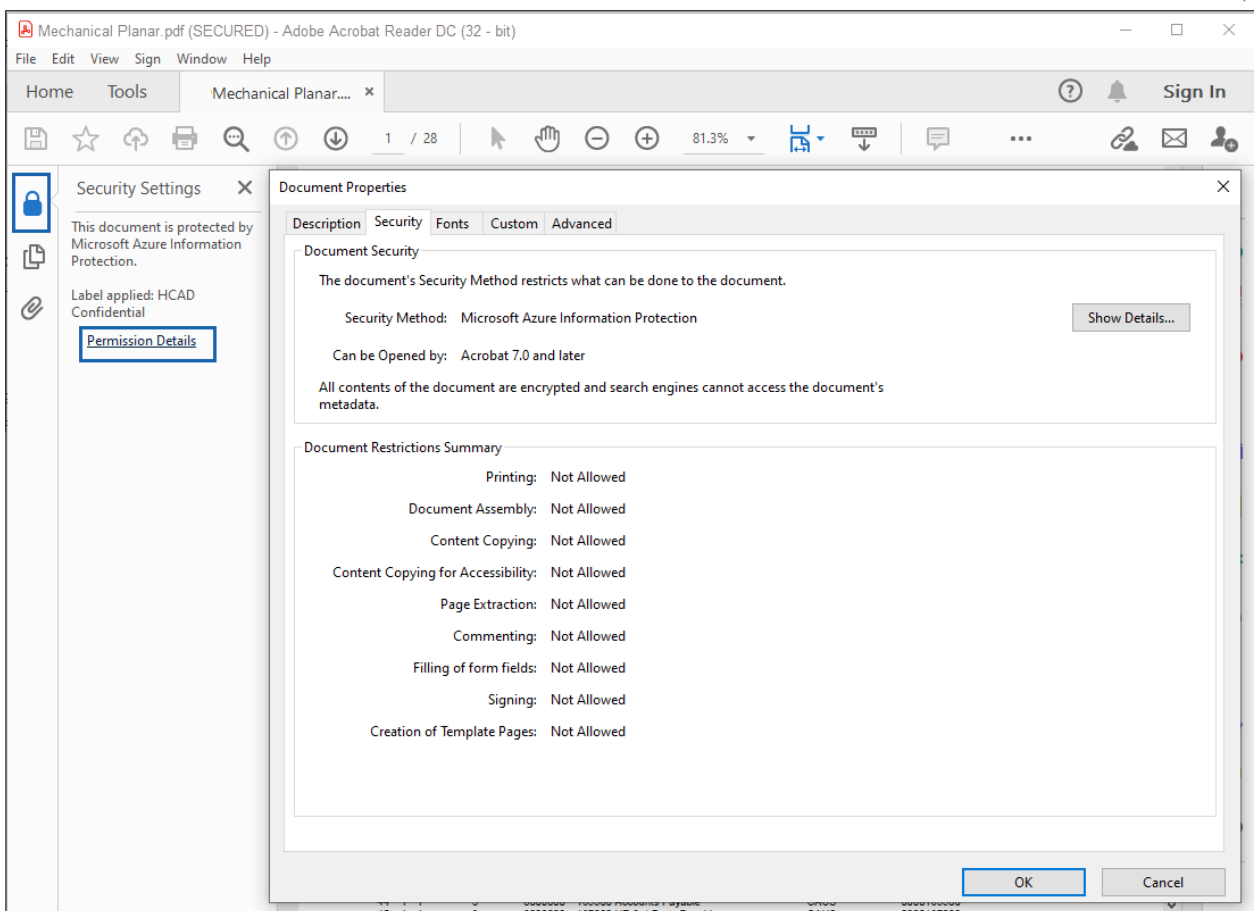 Mechanical Planar.pdf (SECURED) - Adobe Acrobat Reader DC (32 - bit)
File Edit View Sign Window Help
Home Tools Mechanical Planar.... × Sign In
1 / 28 81.3%
Security Settings
This document is protected by
Microsoft Azure Information
Protection.
Label applied: HCAD
Confidential
Permission Details
Document Properties
Description Security Fonts Custom Advanced
Document Security
The document's Security Method restricts what can be done to the document.
Security Method: Microsoft Azure Information Protection
Show Details...
Can be Opened by: Acrobat 7.0 and later
All contents of the document are encrypted and search engines cannot access the document's
metadata.
Document Restrictions Summary
Printing: Not Allowed
Document Assembly: Not Allowed
Content Copying: Not Allowed
Content Copying for Accessibility: Not Allowed
Page Extraction: Not Allowed
Commenting: Not Allowed
Filling of form fields: Not Allowed
Signing: Not Allowed
Creation of Template Pages: Not Allowed
OK Cancel